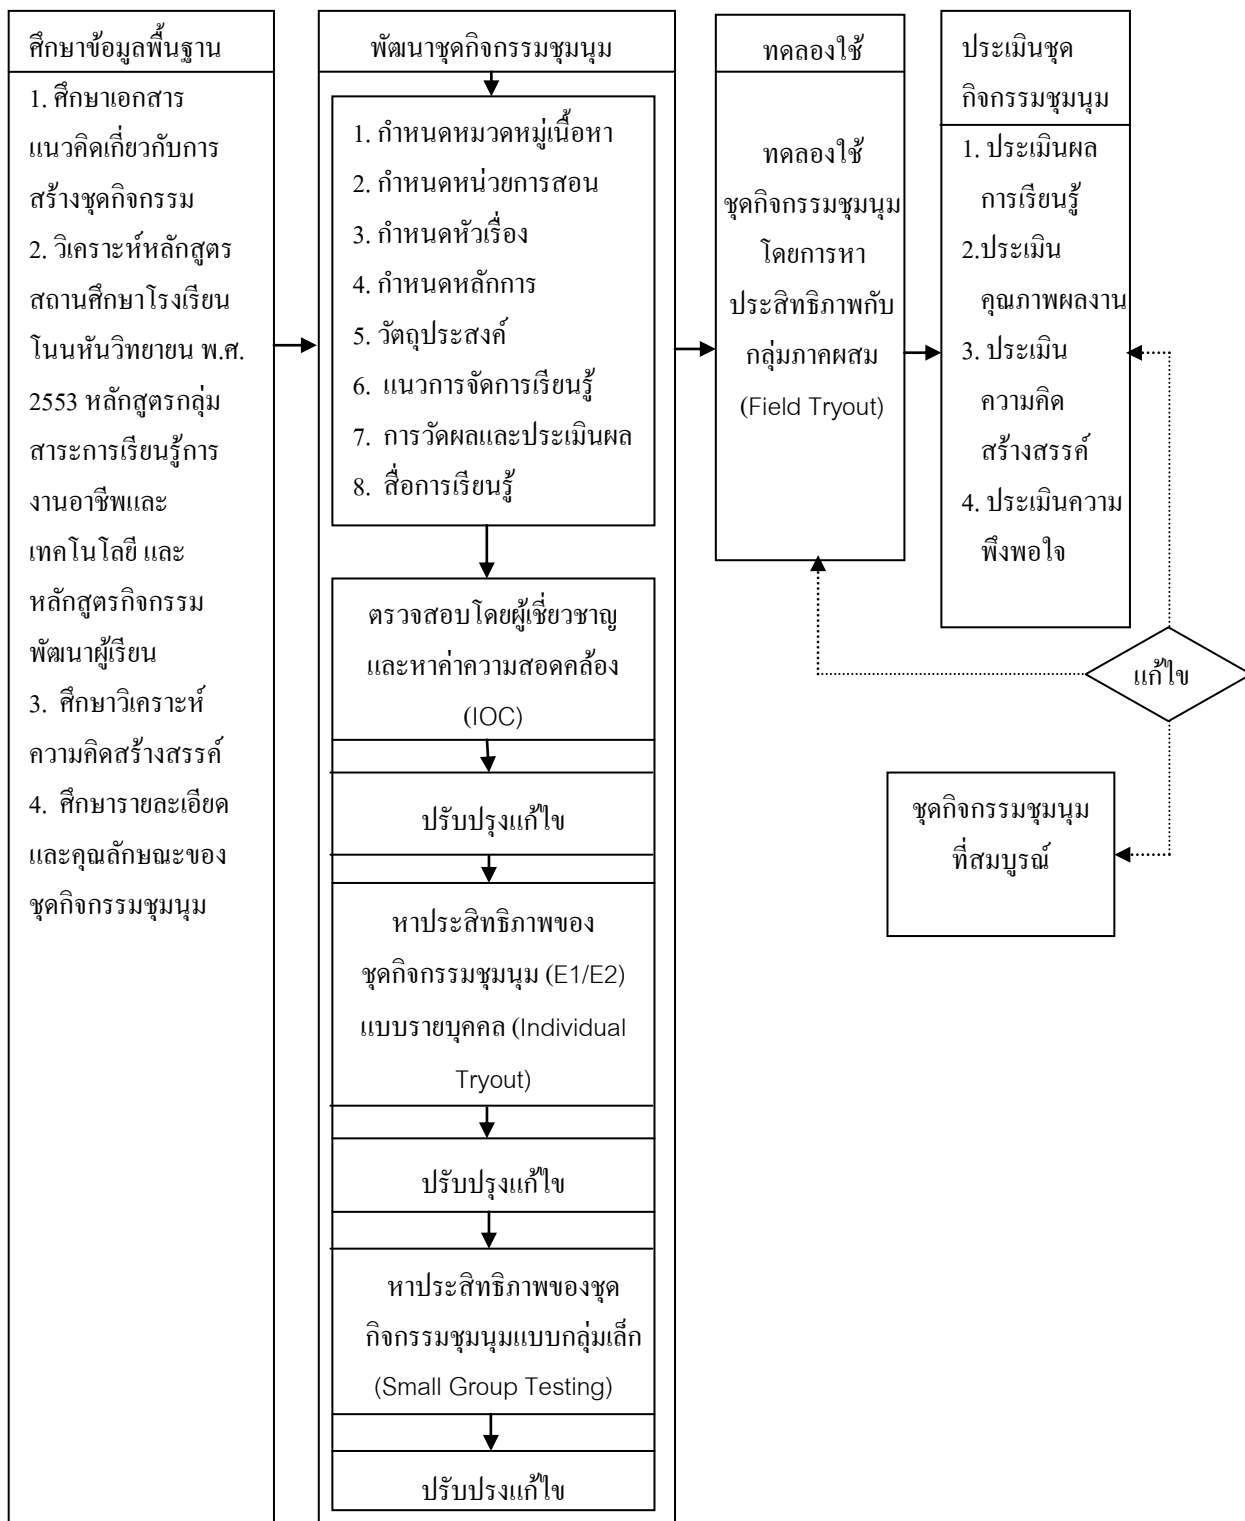 ศึกษาข้อมูลพื้นฐาน
1. ศึกษาเอกสาร
แนวคิดเกี่ยวกับการ
สร้างชุดกิจกรรม
2. วิเคราะห์หลักสูตร
สถานศึกษาโรงเรียน
โนนหันวิทยายน พ.ศ.
2553 หลักสูตรกลุ่ม
สาระการเรียนรู้การ
งานอาชีพและ
เทคโนโลยี และ
หลักสูตรกิจกรรม
พัฒนาผู้เรียน
3. ศึกษาวิเคราะห์
ความคิดสร้างสรรค์
4. ศึกษารายละเอียด
และคุณลักษณะของ
ชุดกิจกรรมชุมนุม
พัฒนาชุดกิจกรรมชุมนุม
1. กำหนดหมวดหมู่เนื้อหา
2. กำหนดหน่วยการสอน
3. กำหนดหัวเรื่อง
4. กำหนดหลักการ
5. วัตถุประสงค์
6. แนวการจัดการเรียนรู้
7. การวัดผลและประเมินผล
8. สื่อการเรียนรู้
ตรวจสอบโดยผู้เชี่ยวชาญ
และหาค่าความสอดคล้อง
(IOC)
ปรับปรุงแก้ไข
หาประสิทธิภาพของ
ชุดกิจกรรมชุมนุม (E1/E2)
แบบรายบุคคล (Individual
Tryout)
ปรับปรุงแก้ไข
หาประสิทธิภาพของชุด
กิจกรรมชุมนุมแบบกลุ่มเล็ก
(Small Group Testing)
ปรับปรงแก้ไข
ทดลองใช้
ทดลองใช้
ชุดกิจกรรมชุมนุม
โดยการหา
ประสิทธิภาพกับ
กลุ่มภาคผสม
(Field Tryout)
ประเมินชุด
กิจกรรมชุมนุม
1. ประเมินผล
การเรียนรู้
2.ประเมิน
คุณภาพผลงาน
3. ประเมิน
ความคิด
สร้างสรรค์
4. ประเมินความ
พึงพอใจ
แก้ไข
ชุดกิจกรรมชุมนุม
ที่สมบูรณ์